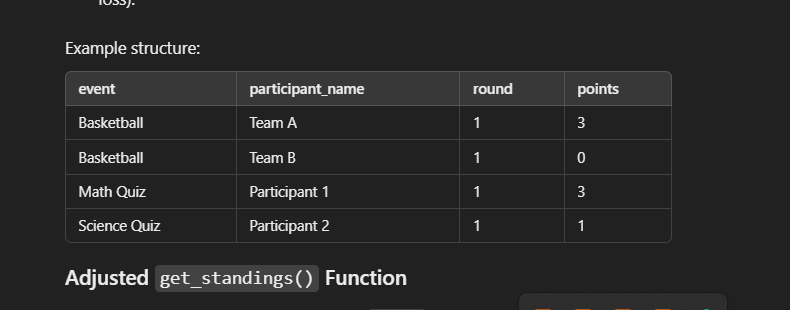 loss).
Example structure:
event participant_name round points
Basketball Team A 1 3
Basketball Team B 1 0
Math Quiz Participant 1 1 3
Science Quiz Participant 2 1 1
Adjusted get_standings() Function